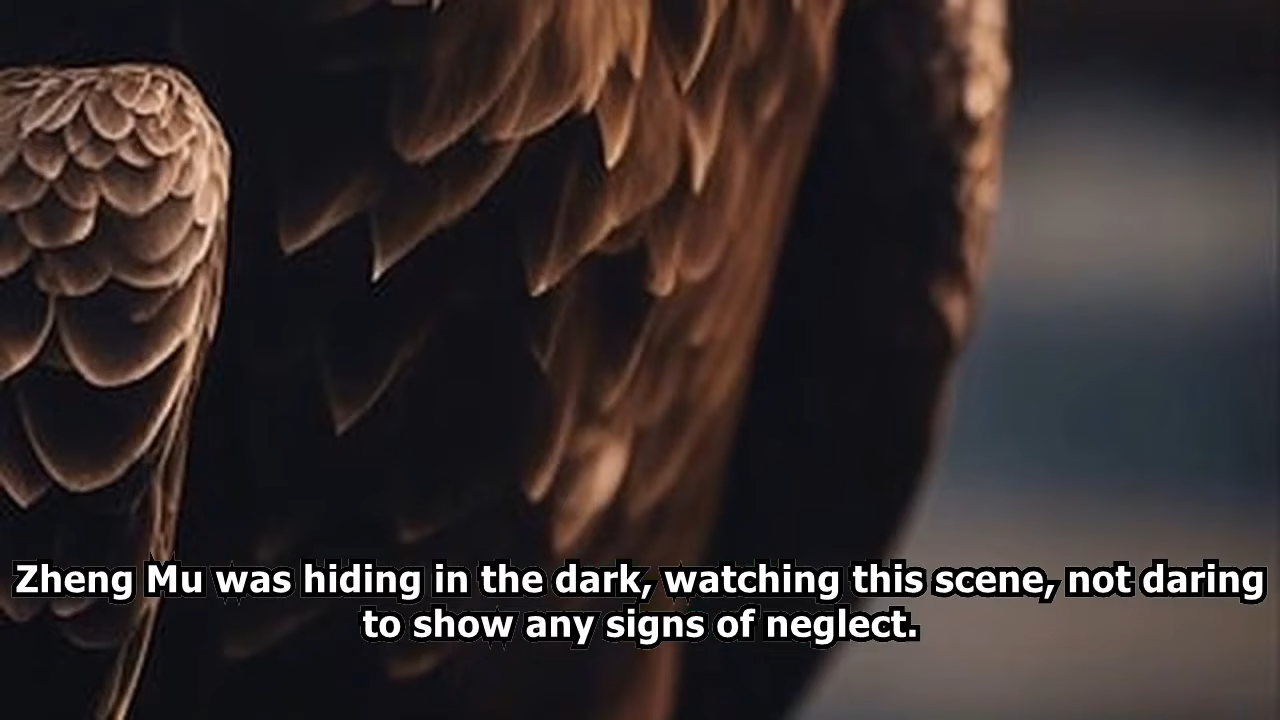 Zheng Mu was hiding in the dark, watching this scene, not daring
to show any signs of neglect.